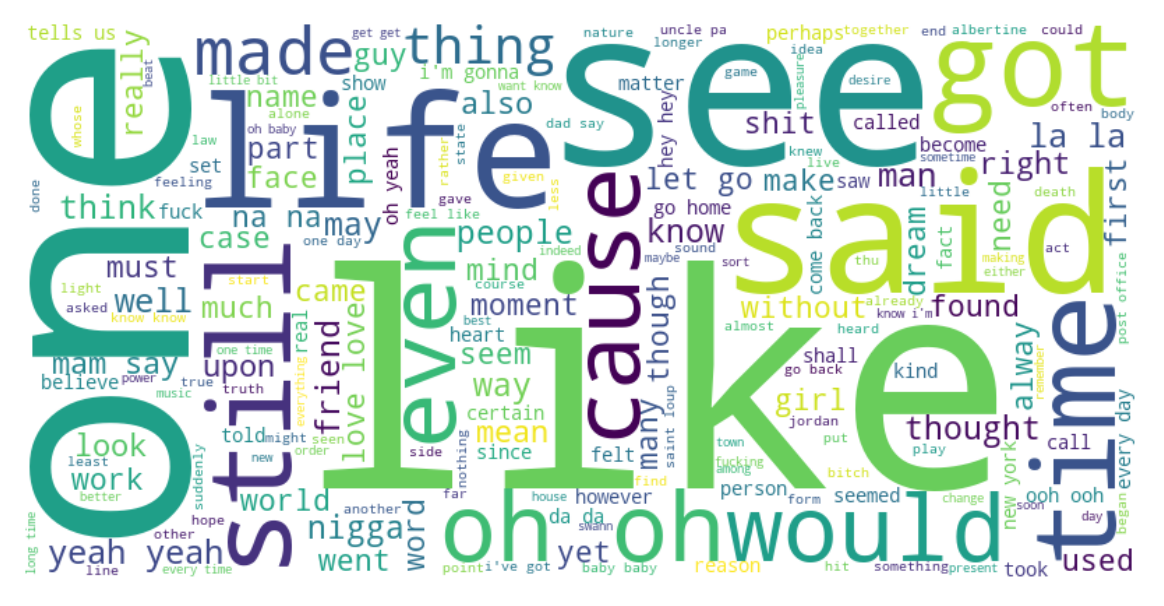 tells us
get get
nature
uncle pa
longer
perhaps
together
end
albertine
could
one
really
made
guy
thing
see
got
i'm gonna
show
matter
game
idea
pleasure
desire
little bit
want know
name
alone
life
also
place
often
body
beat
whose
law
oh baby
part
dad say
hey hey
shit
called
la la
knew
become
sometime
right
set
face
oh yeah
state
rather
given
less
live
man
done
feeling
gave
let go
make
saw
little
death
first
think
fuck
na na
may
feel like
go home
know
said
need
case
one day
people
cause
sound
come back
dream
fact
act
must
indeed
maybe
sort
thu
making
either
light
start
mind
course
asked
well
much
came
even
moment
though
without
already
found
know know
know i'm
post office
still
real
best
heart
almost
heard
time
mam say
one time
friend
seem
like
shall
go back
kind
alway
remember
believe
power
true
upon
everything
love love
way
truth
music
girl
certain
jordan
put
look
told
might
seen
mean
many
saint loup
thought
call
every day
least
new
order
side
since
felt
town
play
work
better
suddenly
nothing
find
among
fucking
bitch
world
far
house
however
person
form
seemed
change
new york
ooh ooh
soon
day
began
long time
hope
other
another
nigga
word
oh oh
da da
swann
would
yeah yeah
went
yet
reason
hit
used
line
every time
point
i've got
baby baby
something
present
took